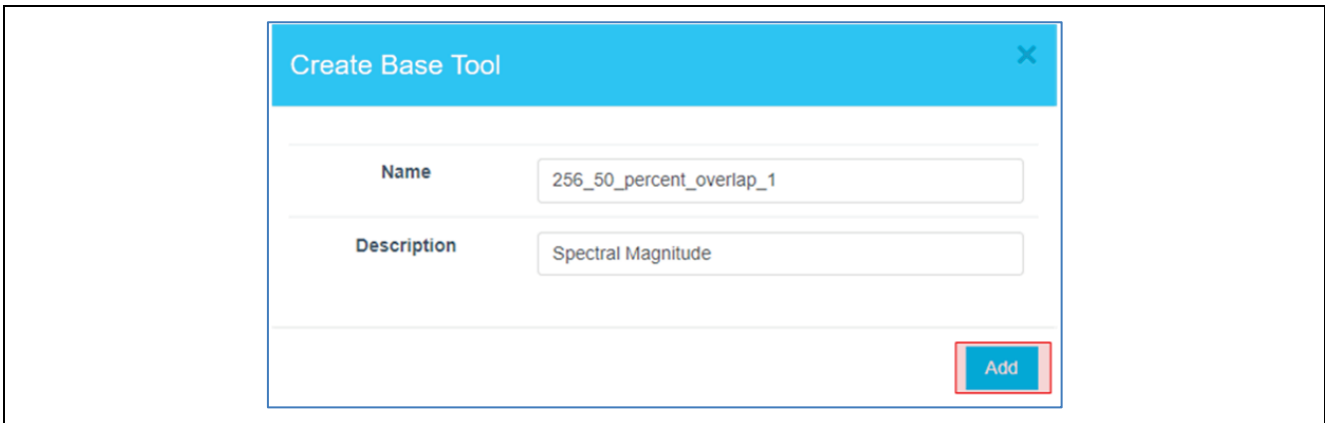 Create Base Tool
Name
256_50_percent_overlap_1
Description
Spectral Magnitude
Add